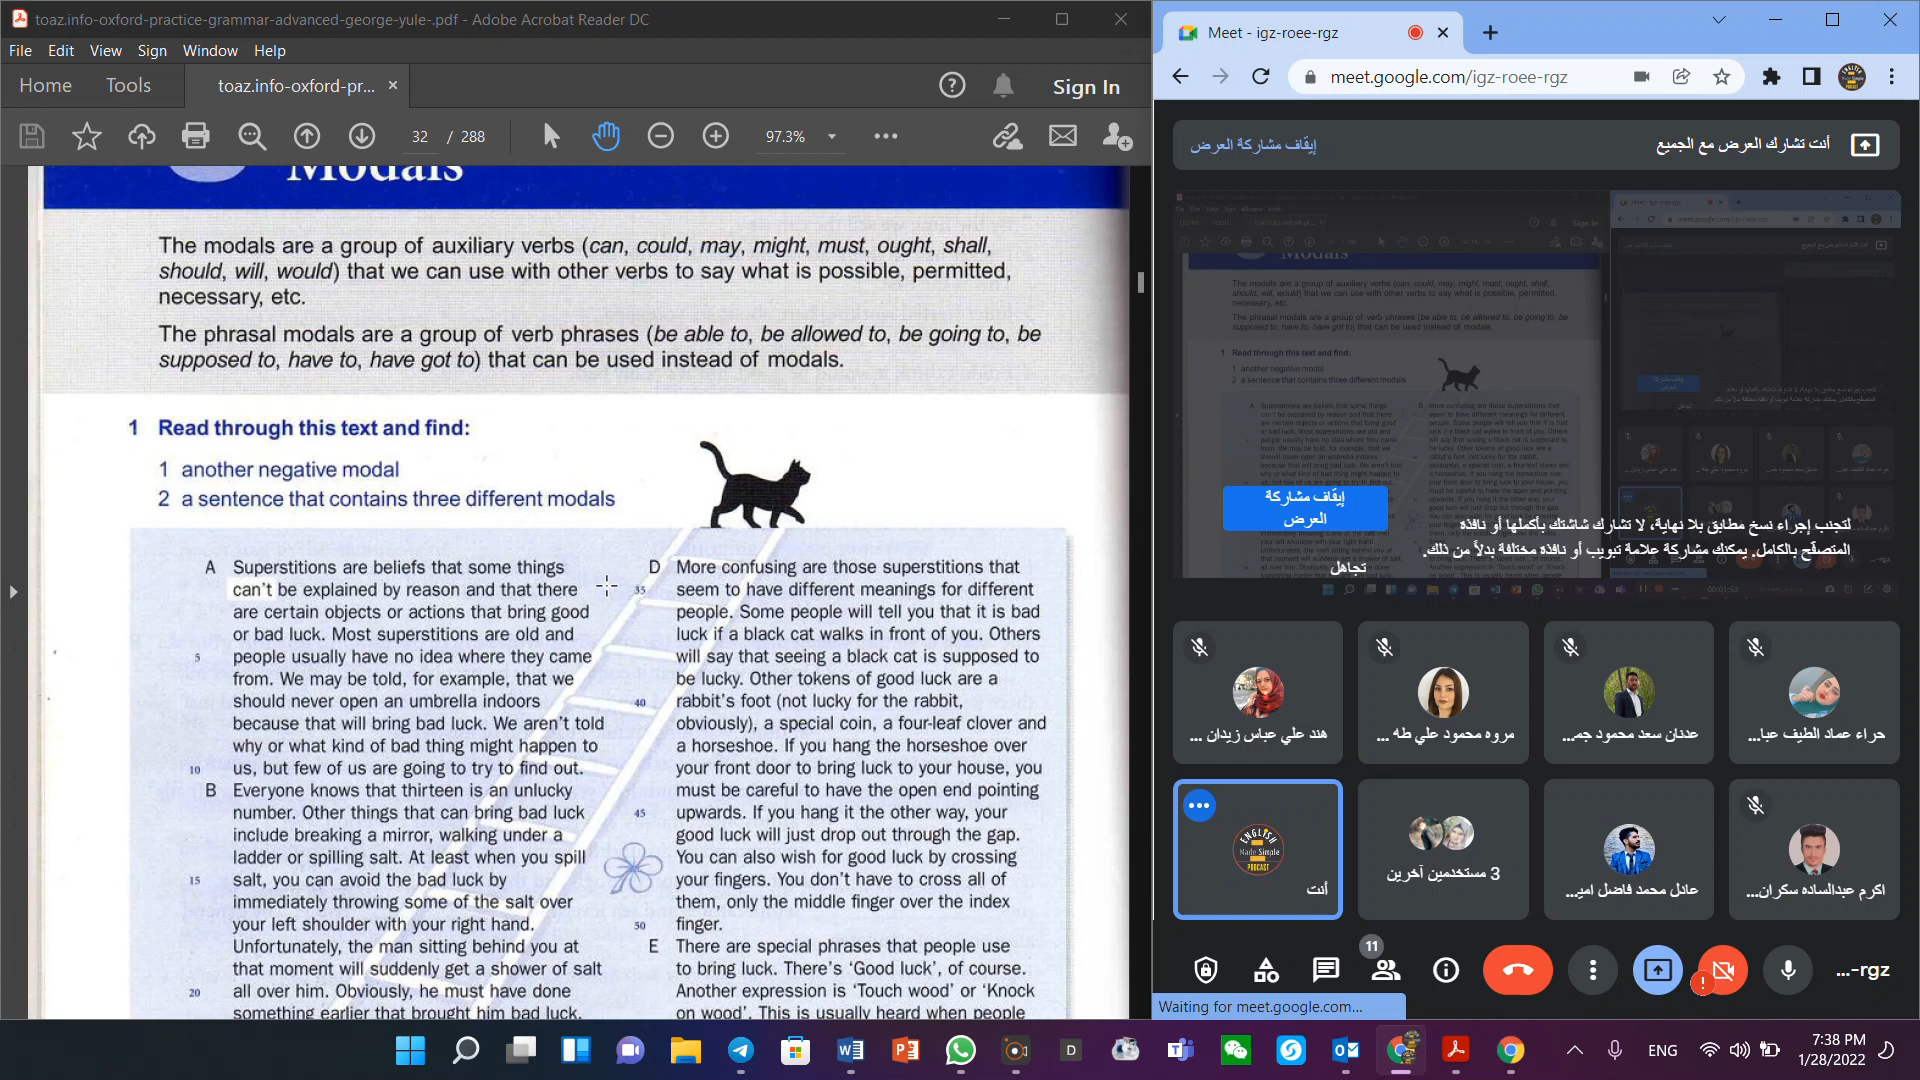 toaz.info-oxford-practice-grammar-advanced-george-yule-.pdf - Adobe Acrobat Reader DC
File Edit View Sign Window Help
Home Tools toaz.info-oxford-pr... × Sign In
32 / 288 97.3%
Modals
The modals are a group of auxiliary verbs (can, could, may, might, must, ought, shall,
should, will, would) that we can use with other verbs to say what is possible, permitted,
necessary, etc.
The phrasal modals are a group of verb phrases (be able to, be allowed to, be going to, be
supposed to, have to, have got to) that can be used instead of modals.
1 Read through this text and find:
1 another negative modal
2 a sentence that contains three different modals
A Superstitions are beliefs that some things
can't be explained by reason and that there
are certain objects or actions that bring good
or bad luck. Most superstitions are old and
5 people usually have no idea where they came
from. We may be told, for example, that we
should never open an umbrella indoors
because that will bring bad luck. We aren't told
why or what kind of bad thing might happen to
10 us, but few of us are going to try to find out.
B Everyone knows that thirteen is an unlucky
number. Other things that can bring bad luck
include breaking a mirror, walking under a
ladder or spilling salt. At least when you spill
15 salt, you can avoid the bad luck by
immediately throwing some of the salt over
your left shoulder with your right hand.
Unfortunately, the man sitting behind you at
that moment will suddenly get a shower of salt
20 all over him. Obviously, he must have done
something earlier that brought him bad luck.
D More confusing are those superstitions that
35 seem to have different meanings for different
people. Some people will tell you that it is bad
luck if a black cat walks in front of you. Others
will say that seeing a black cat is supposed to
be lucky. Other tokens of good luck are a
40 rabbit's foot (not lucky for the rabbit,
obviously), a special coin, a four-leaf clover and
a horseshoe. If you hang the horseshoe over
your front door to bring luck to your house, you
must be careful to have the open end pointing
45 upwards. If you hang it the other way, your
good luck will just drop out through the gap.
You can also wish for good luck by crossing
your fingers. You don't have to cross all of
them, only the middle finger over the index
50 finger.
E There are special phrases that people use
to bring luck. There's 'Good luck', of course.
Another expression is 'Touch wood' or 'Knock
on wood'. This is usually heard when people
Meet - igz-roee-rgz
meet.google.com/igz-roee-rgz
أنت تشارك العرض مع الجميع
إيقاف مشاركة العرض
إيقاف مشاركة
العرض
لتجنب إجراء نسخ مطابق بلا نهاية، لا تشارك شاشتك بأكملها أو نافذة
المتصفّح بالكامل. يمكنك مشاركة علامة تبويب أو نافذة مختلفة بدلاً من ذلك.
تجاهل
هند علي عباس زيدان ...
مروه محمود علي طه ...
عدنان سعد محمود جمـ...
حراء عماد الطيف عبا...
ENGLISH
Made Simple
PODCAST
أنت
3 مستخدمين آخرين
عادل محمد فاضل اميـ...
اكرم عبدالساده سكران...
11
...-rgz
Waiting for meet.google.com...
ENG
7:38 PM
1/28/2022